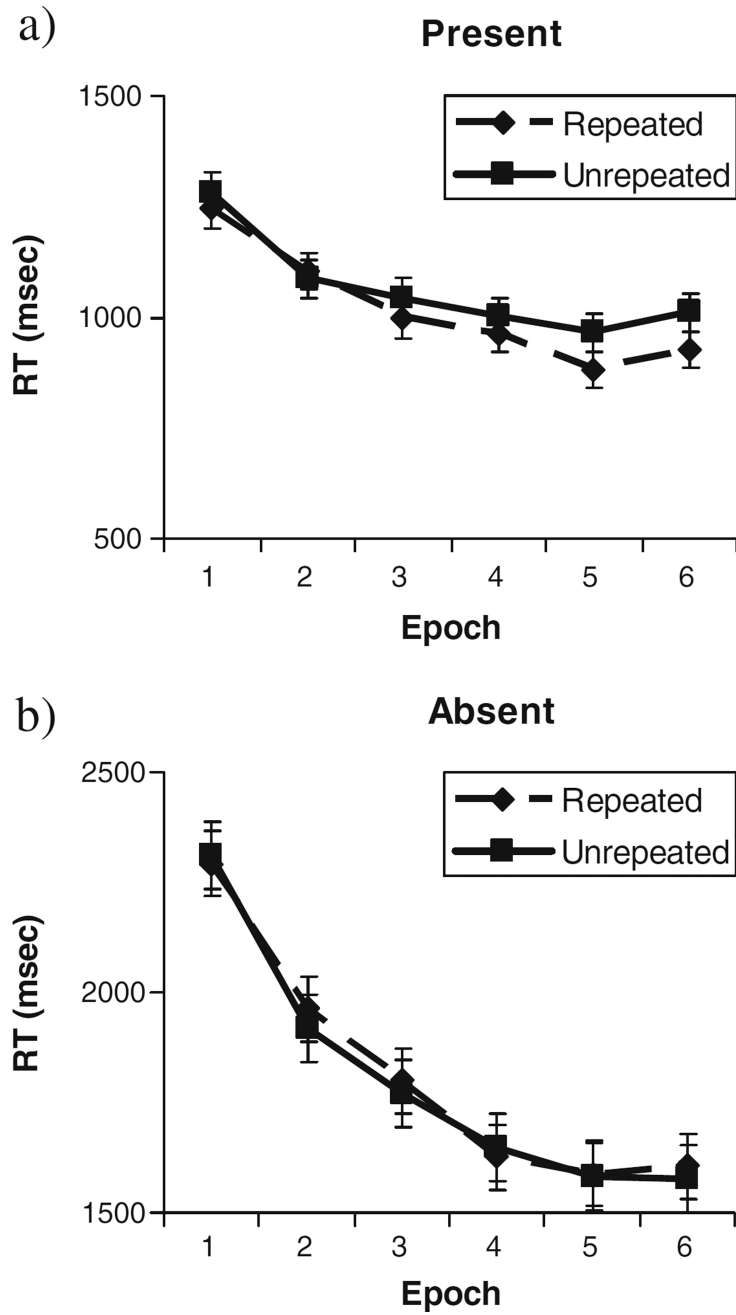 a)
Present
1500
Repeated
Unrepeated
RT (msec)
1000
500
1 2 3 4 5 6
Epoch
b)
Absent
2500
Repeated
Unrepeated
RT (msec)
2000
1500
1 2 3 4 5 6
Epoch